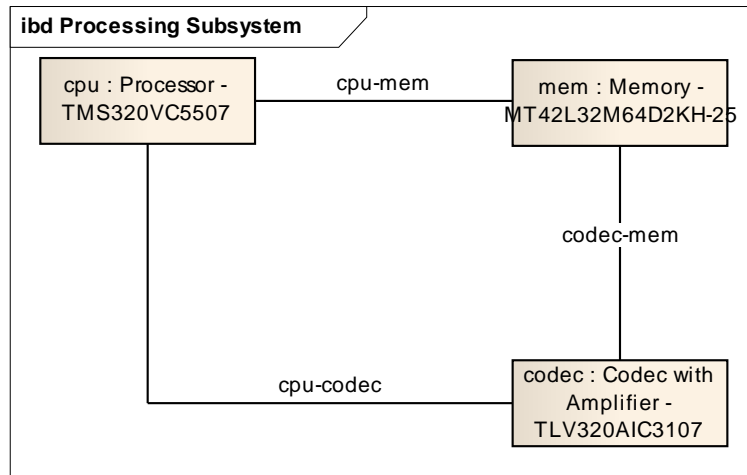 ibd Processing Subsystem
cpu : Processor -
TMS320VC5507
cpu-mem
mem : Memory -
MT42L32M64D2KH-25
codec-mem
cpu-codec
codec : Codec with
Amplifier -
TLV320AIC3107